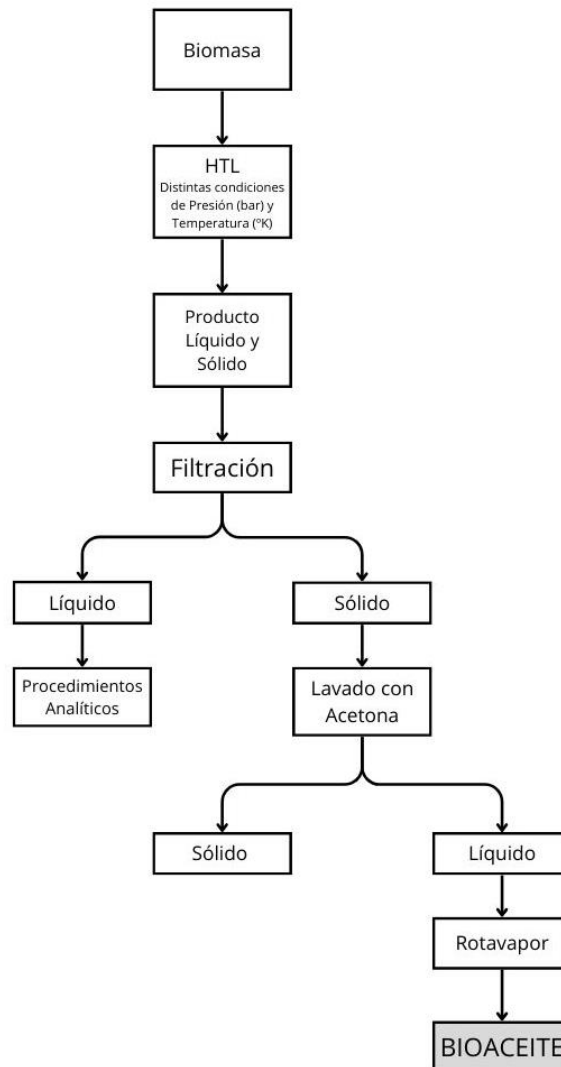 Biomasa
HTL
Distintas condiciones
de Presión (bar) y
Temperatura (ºK)
Producto
Líquido y
Sólido
Filtración
Líquido
Sólido
Procedimientos
Analíticos
Lavado con
Acetona
Sólido
Líquido
Rotavapor
BIOACEITE